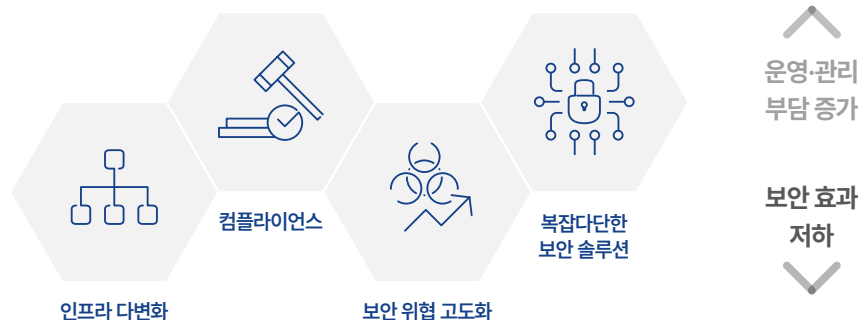 인프라 다변화
컴플라이언스
보안 위협 고도화
복잡다단한
보안 솔루션
운영·관리
부담 증가
보안 효과
저하